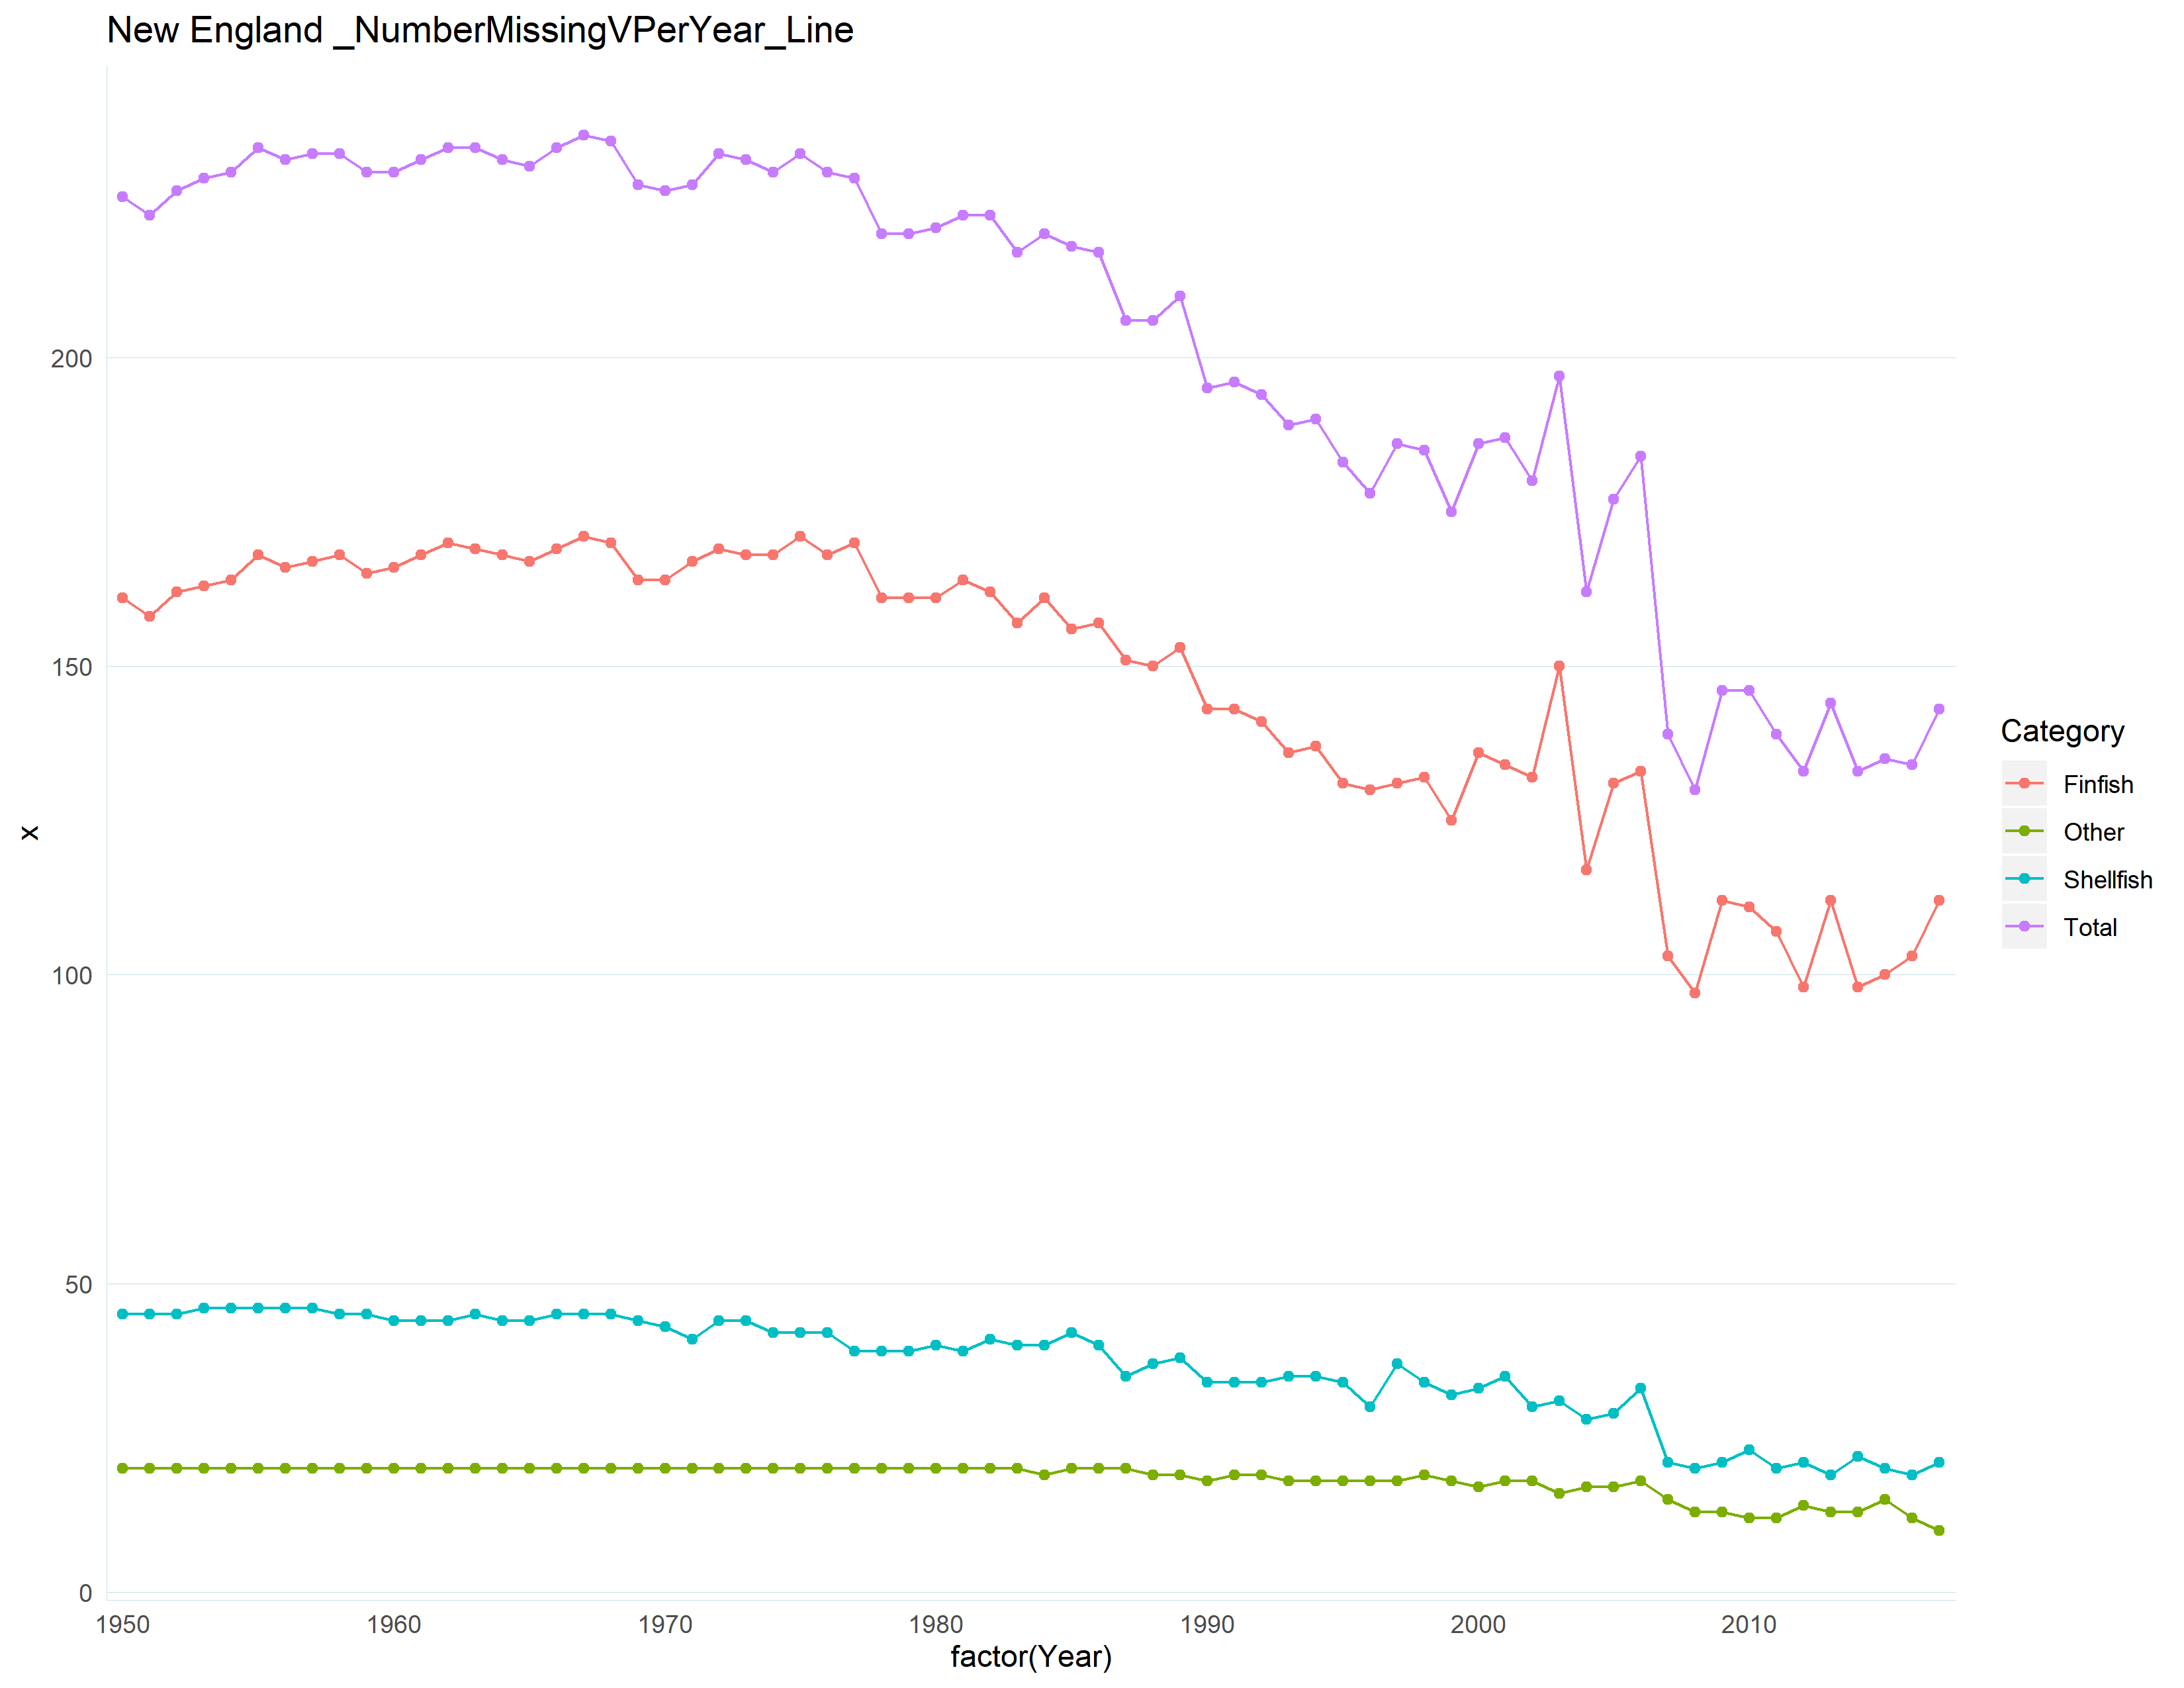 New England _NumberMissingVPerYear_Line
200
150
100
50
0
x
1950 1960 1970 1980 1990 2000 2010
factor(Year)
Category
Finfish
Other
Shellfish
Total